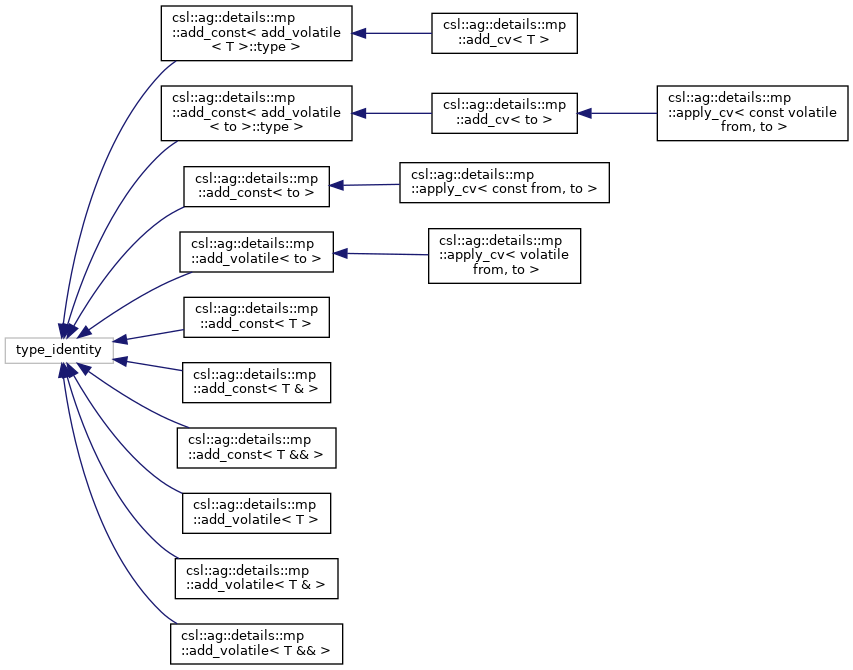 csl::ag::details::mp
::add_const< add_volatile
< T >::type >
csl::ag::details::mp
::add_cv< T >
csl::ag::details::mp
::add_const< add_volatile
< to >::type >
csl::ag::details::mp
::add_cv< to >
csl::ag::details::mp
::apply_cv< const volatile
from, to >
csl::ag::details::mp
::add_const< to >
csl::ag::details::mp
::apply_cv< const from, to >
csl::ag::details::mp
::add_volatile< to >
csl::ag::details::mp
::apply_cv< volatile
from, to >
csl::ag::details::mp
::add_const< T >
type_identity
csl::ag::details::mp
::add_const< T & >
csl::ag::details::mp
::add_const< T && >
csl::ag::details::mp
::add_volatile< T >
csl::ag::details::mp
::add_volatile< T & >
csl::ag::details::mp
::add_volatile< T && >